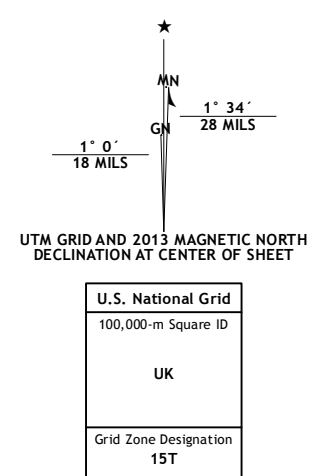 ★
MN
GN
1° 34´
28 MILS
1° 0´
18 MILS
UTM GRID AND 2013 MAGNETIC NORTH
DECLINATION AT CENTER OF SHEET
U.S. National Grid
100,000-m Square ID
UK
Grid Zone Designation
15T